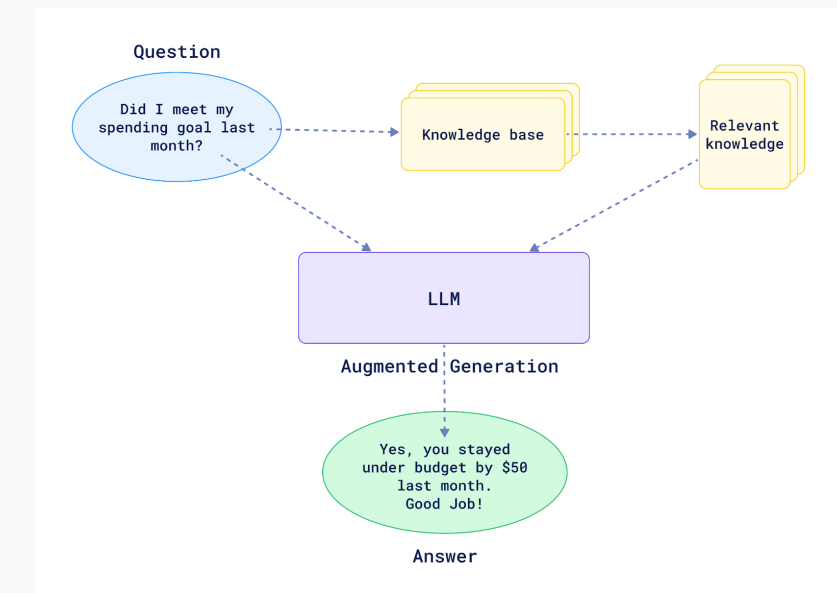 Question
Did I meet my
spending goal last
month?
Knowledge base
Relevant
knowledge
LLM
Augmented Generation
Yes, you stayed
under budget by $50
last month.
Good Job!
Answer